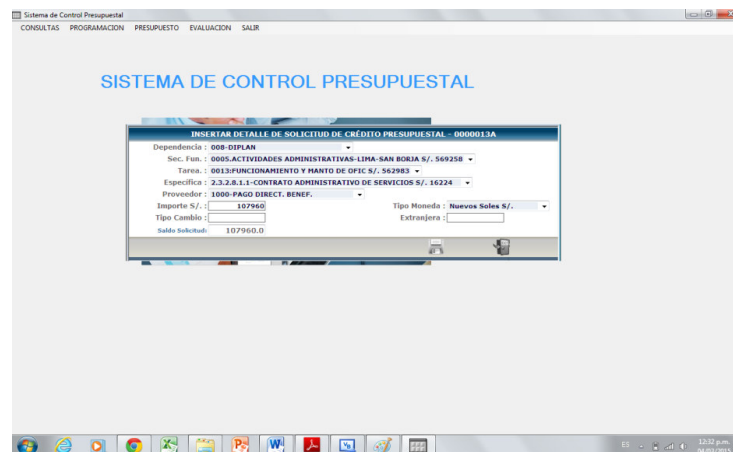 Sistema de Control Presupuestal
CONSULTAS PROGRAMACION PRESUPUESTO EVALUACION SALIR
SISTEMA DE CONTROL PRESUPUESTAL
INSERTAR DETALLE DE SOLICITUD DE CRÉDITO PRESUPUESTAL - 0000013A
Dependencia : 008-DIPLAN
Sec. Fun. : 0005.ACTIVIDADES ADMINISTRATIVAS-LIMA-SAN BORJA S/. 569258
Tarea. : 0013:FUNCIONAMIENTO Y MANTO DE OFIC S/. 562983
Especifica : 2.3.2.8.1.1-CONTRATO ADMINISTRATIVO DE SERVICIOS S/. 16224
Proveedor : 1000-PAGO DIRECT. BENEF.
Importe S/. : 107960 Tipo Moneda : Nuevos Soles S/.
Tipo Cambio : Extranjera :
Saldo Solicitud: 107960.0
ES 12:32 p.m.
04/03/2015